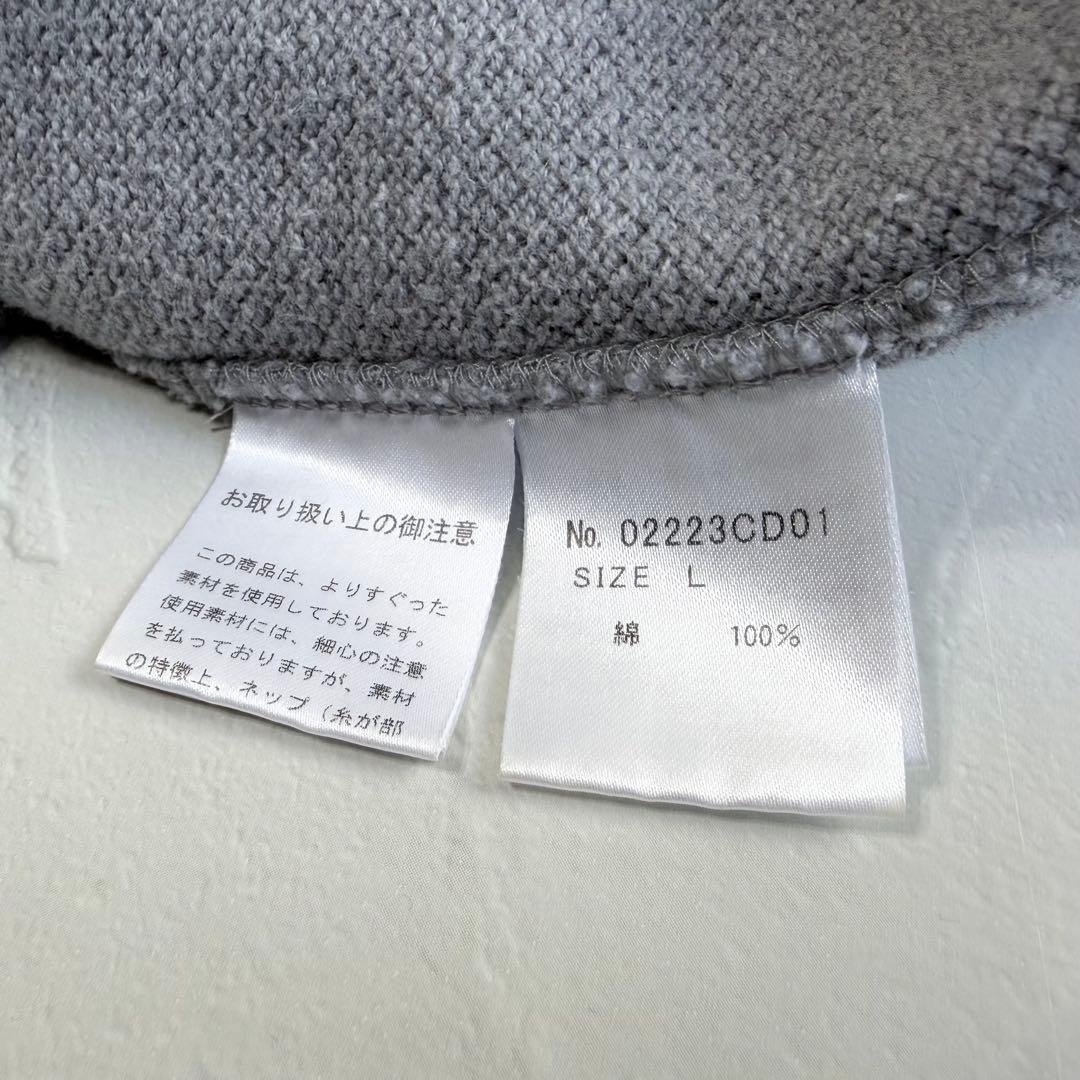 お取り扱い上の御注意
この商品は、よりすぐった
素材を使用しております。
使用素材には、細心の注意
を払っておりますが、素材
の特徴上、ネップ（糸が部
No. 02223CD01
SIZE L
綿 100%